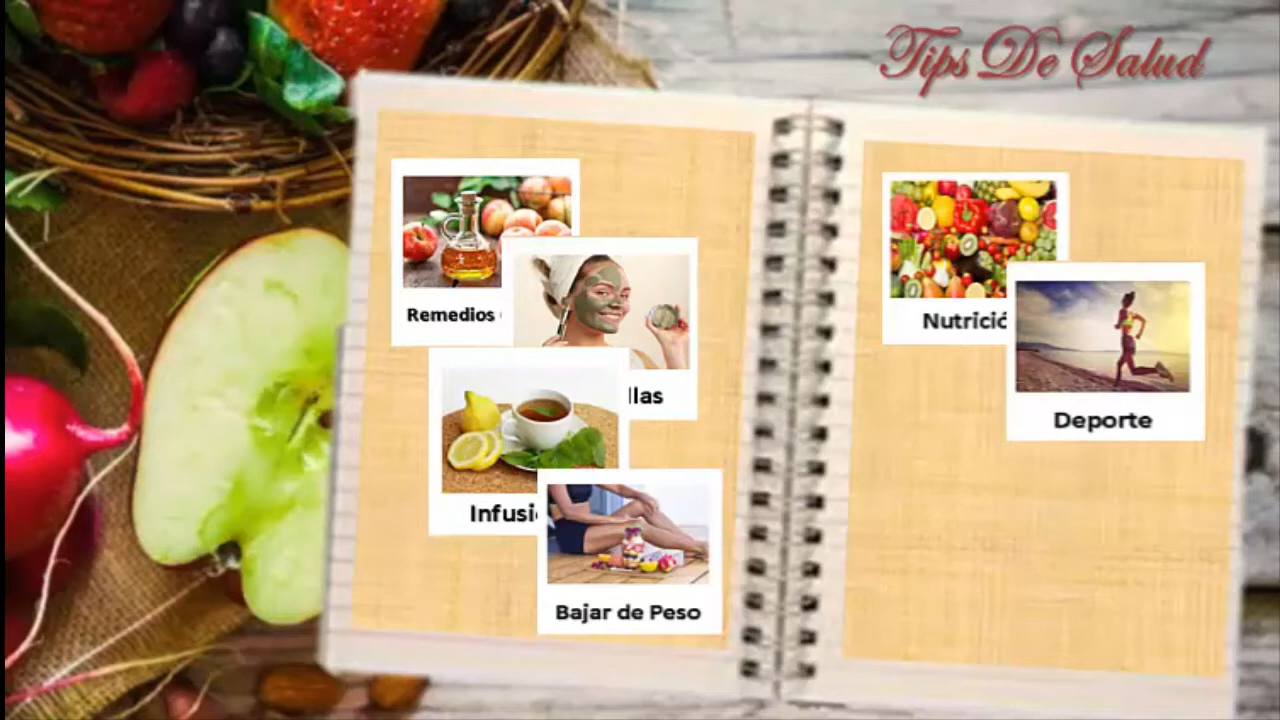 Tips De Salud
Remedios
llas
Infusi
Bajar de Peso
Nutrició
Deporte